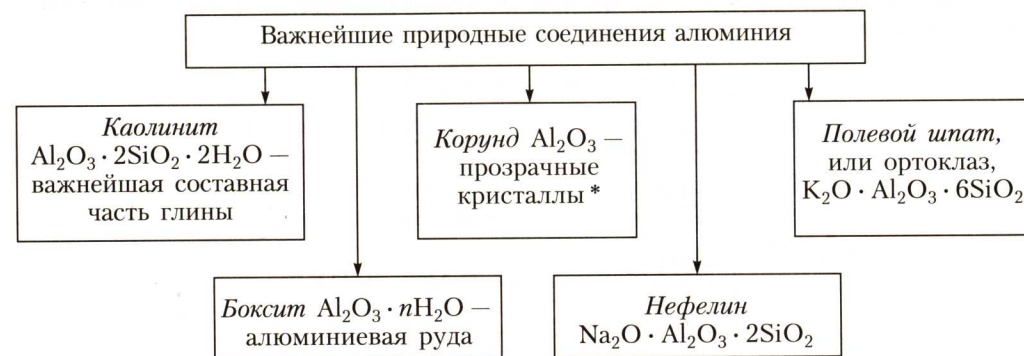 Важнейшие природные соединения алюминия
Каолинит
Al₂O₃ · 2SiO₂ · 2H₂O —
важнейшая составная
часть глины
Корунд Al₂O₃ —
прозрачные
кристаллы *
Полевой шпат,
или ортоклаз,
K₂O · Al₂O₃ · 6SiO₂
Боксит Al₂O₃ · nH₂O —
алюминиевая руда
Нефелин
Na₂O · Al₂O₃ · 2SiO₂